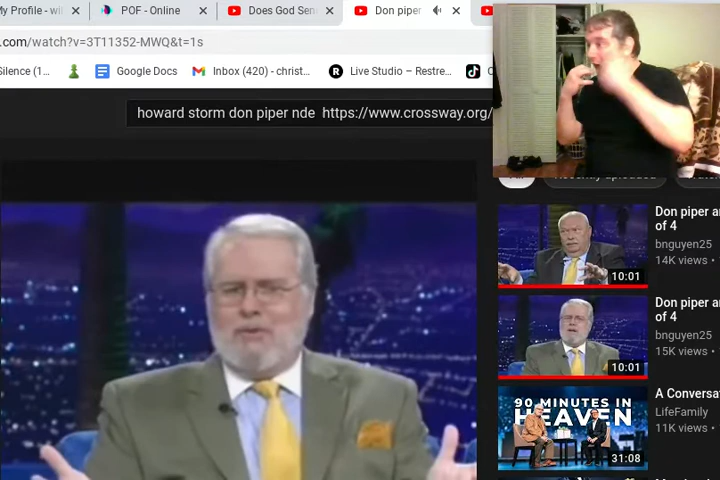 My Profile - wi
POF - Online
Does God Sen
Don piper
.com/watch?v=3T11352-MWQ&t=1s
Silence (1...
Google Docs
Inbox (420) - christ...
Live Studio – Restre...
howard storm don piper nde https://www.crossway.org/
Recently uploaded
Don piper a
of 4
bnguyen25
14K views •
10:01
Don piper a
of 4
bnguyen25
15K views •
10:01
90 MINUTES IN
HEAVEN
A Conversa
LifeFamily
11K views •
31:08